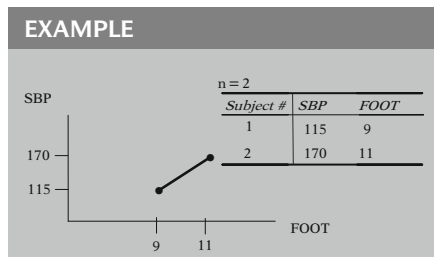 EXAMPLE
n = 2
SBP
Subject # SBP FOOT
1 115 9
2 170 11
170
115
9 11
FOOT